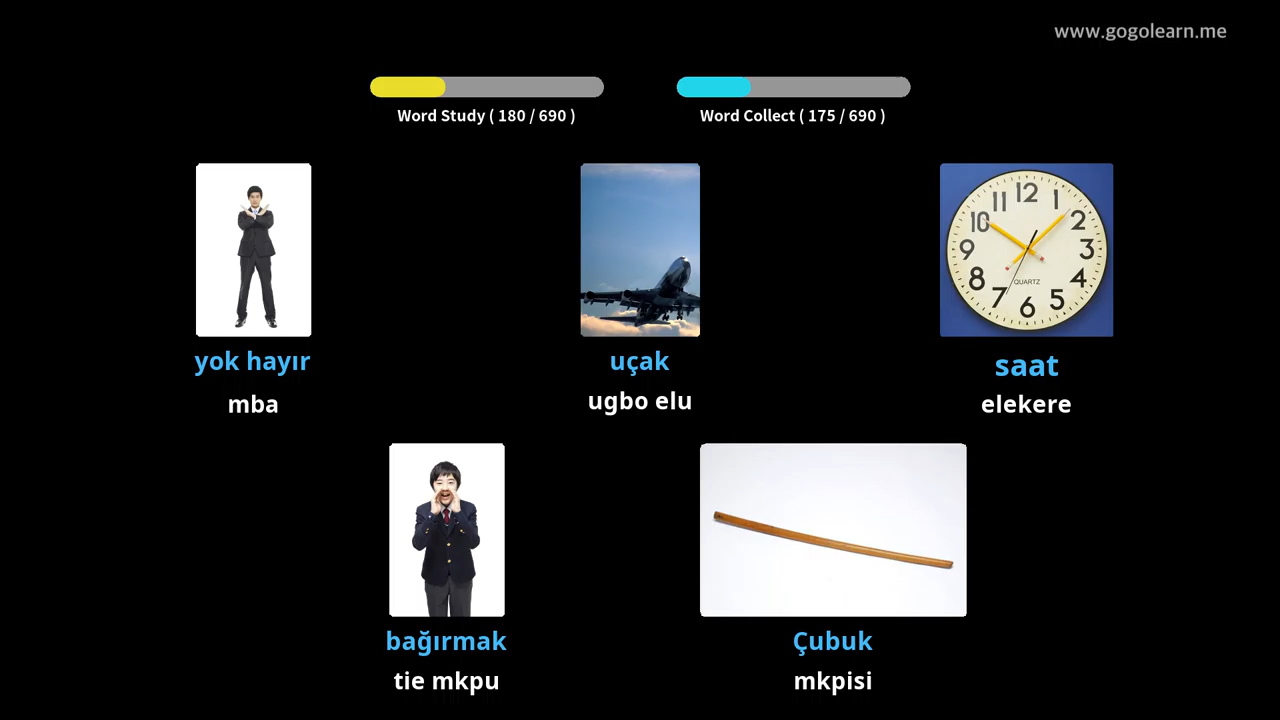 www.gogolearn.me
Word Study ( 180 / 690 )
Word Collect ( 175 / 690 )
12
11
1
10
2
9
3
8
4
7
5
6
QUARTZ
yok hayır
uçak
saat
mba
ugbo elu
elekere
bağırmak
Çubuk
tie mkpu
mkpisi